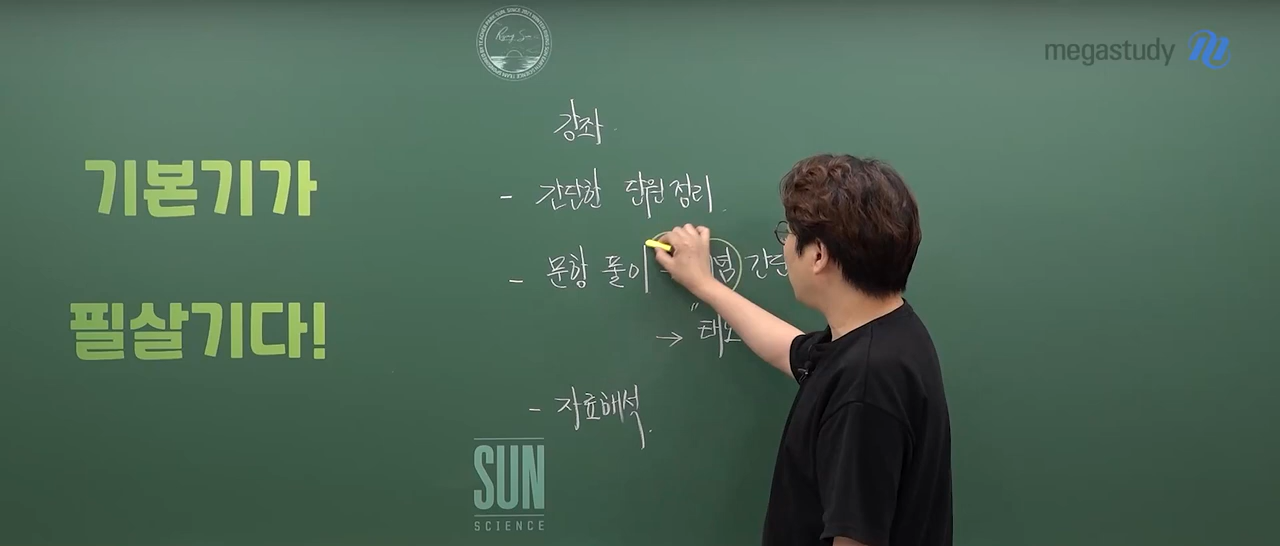 megastudy
기본기가
필살기다!
강좌
- 간단한 단원정리.
- 문항 풀이 간단
→ "태도
- 자료해석.
SUN
SCIENCE